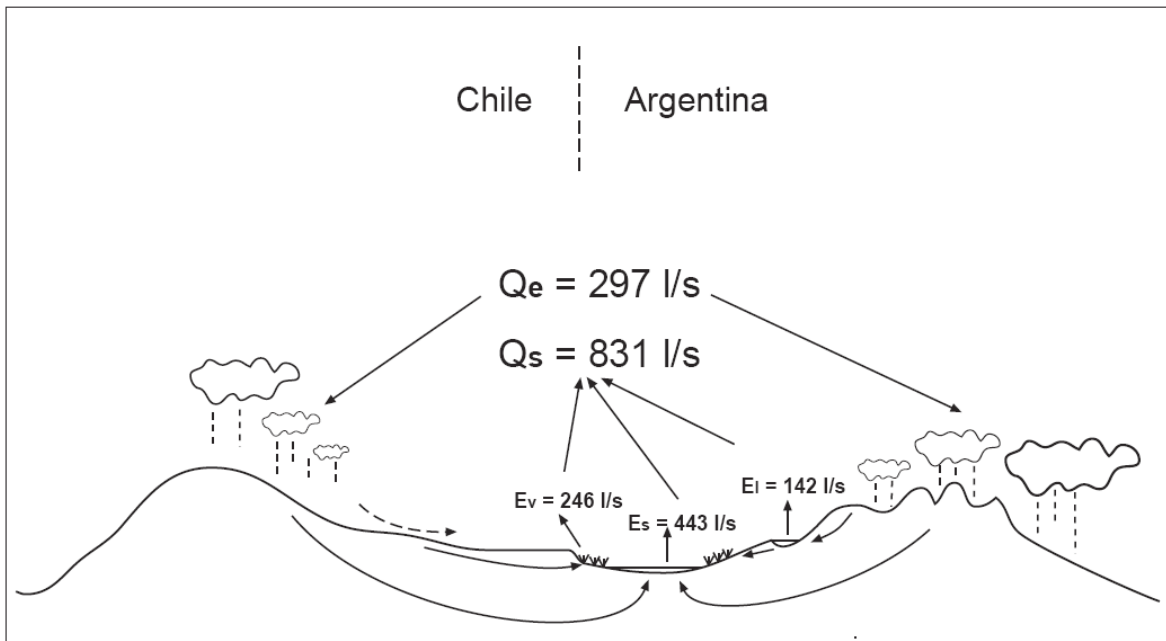 Chile
Argentina
Qe = 297 l/s
Qs = 831 l/s
Ev = 246 l/s
Es = 443 l/s
El = 142 l/s